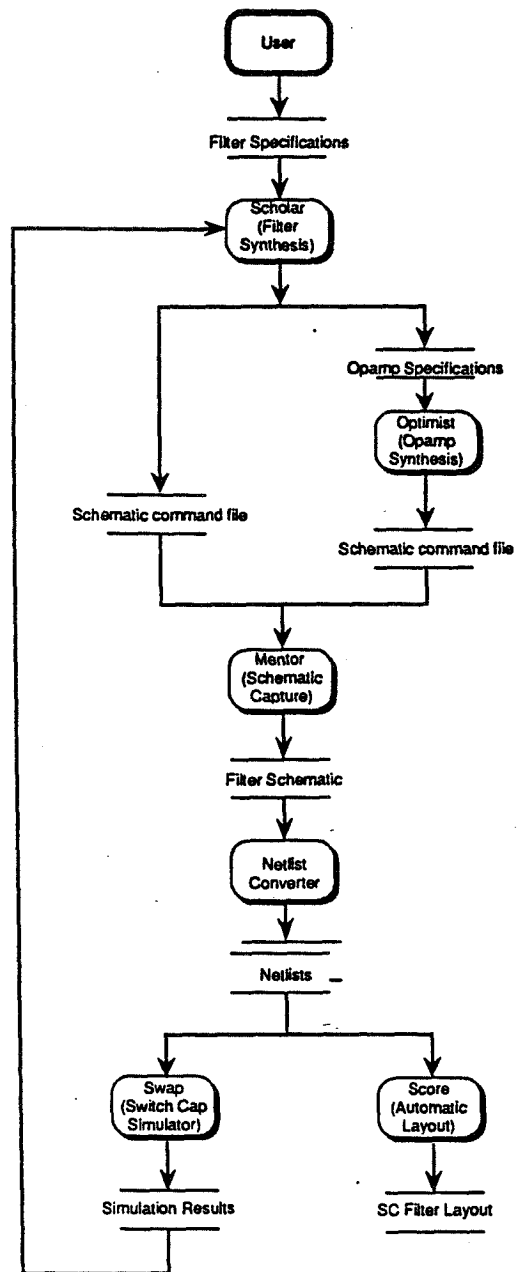 User
Filter Specifications
Scholar
(Filter
Synthesis)
Opamp Specifications
Optimist
(Opamp
Synthesis)
Schematic command file
Schematic command file
Mentor
(Schematic
Capture)
Filter Schematic
Netlist
Converter
Netlists
Swap
(Switch Cap
Simulator)
Score
(Automatic
Layout)
Simulation Results
SC Filter Layout